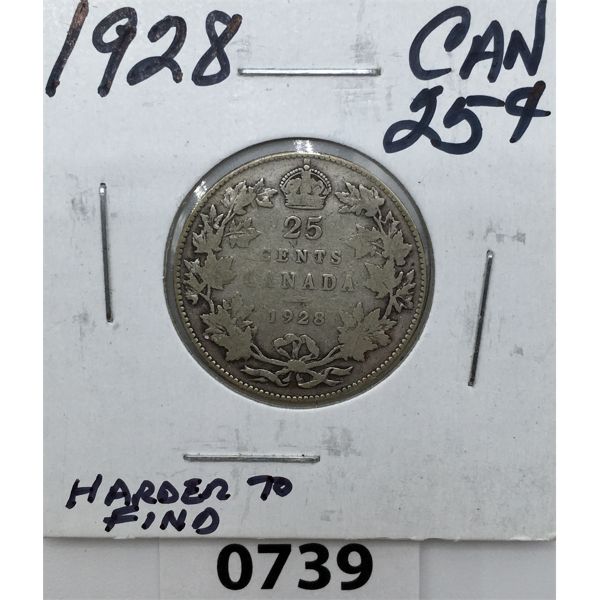 1928
CAN
25¢
25
CENTS
CANADA
1928
HARDER TO
FIND
0739